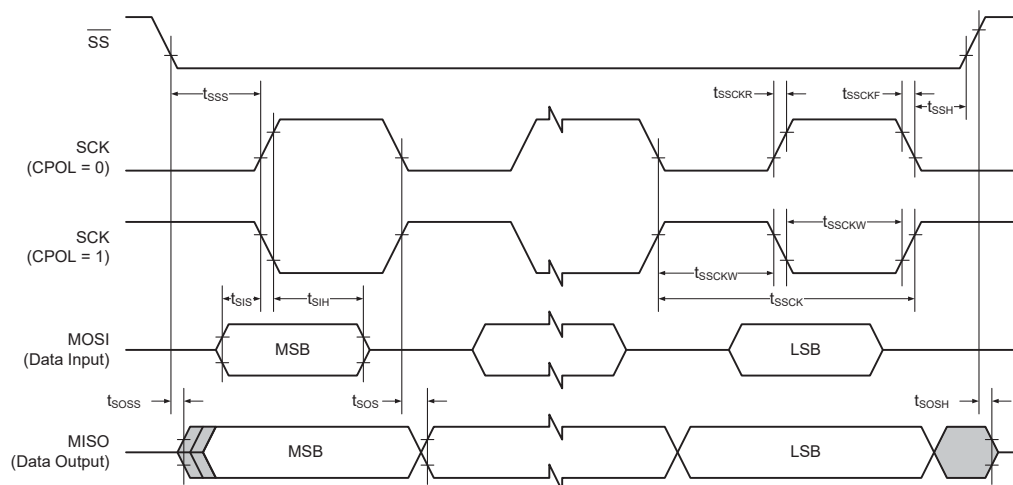 SS
tSSS
tSSCKR
tSSCKF
tSSH
SCK
(CPOL = 0)
SCK
(CPOL = 1)
tSSCKW
tSSCKW
tSSCK
tSIS
tSIH
MOSI
(Data Input)
MSB
LSB
tSOSS
tSOS
tSOSH
MISO
(Data Output)
MSB
LSB